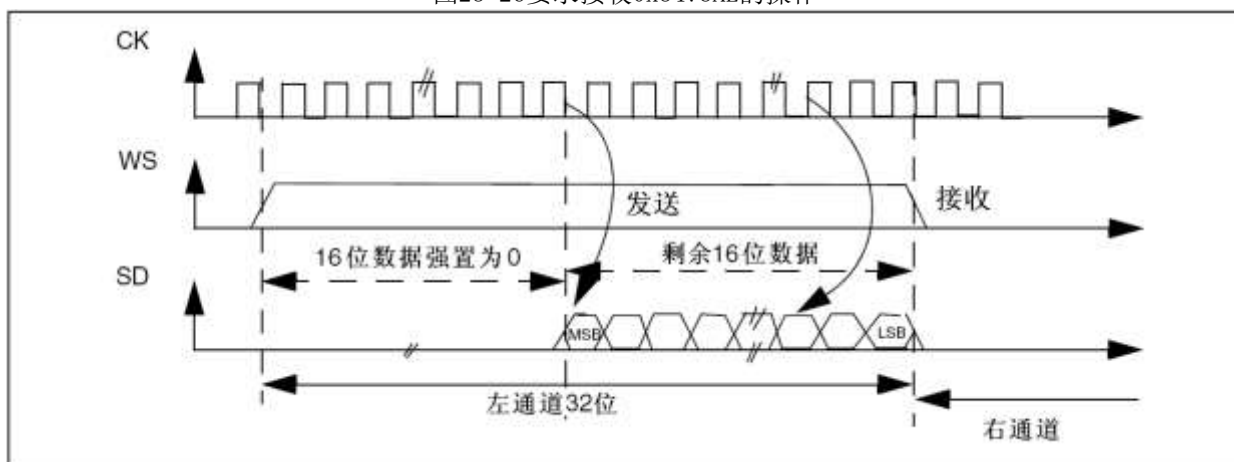 CK
WS
发送
接收
16位数据强置为0
剩余16位数据
SD
MSB
LSB
左通道32位
右通道